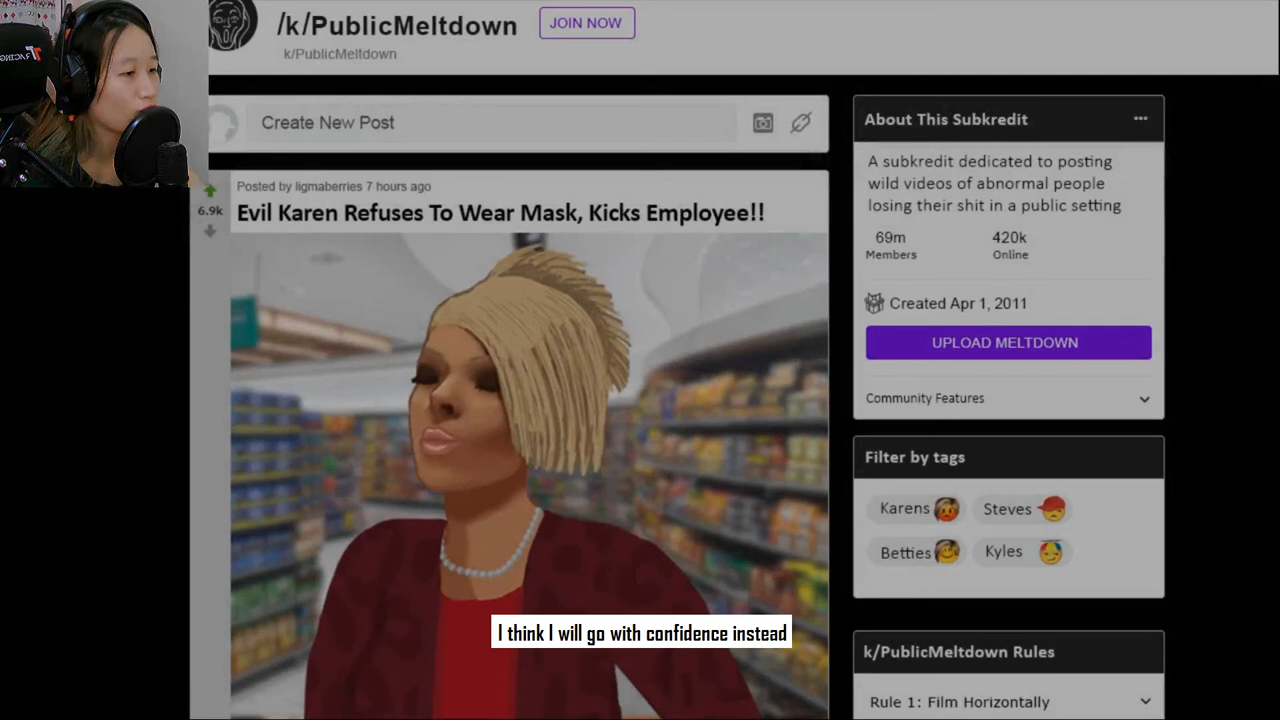 /k/PublicMeltdown
JOIN NOW
k/PublicMeltdown
Create New Post
Posted by ligmaberries 7 hours ago
6.9k
Evil Karen Refuses To Wear Mask, Kicks Employee!!
About This Subkredit
A subkredit dedicated to posting
wild videos of abnormal people
losing their shit in a public setting
69m
420k
Members
Online
Created Apr 1, 2011
UPLOAD MELTDOWN
Community Features
Filter by tags
Karens
Steves
Betties
Kyles
k/PublicMeltdown Rules
Rule 1: Film Horizontally
I think I will go with confidence instead